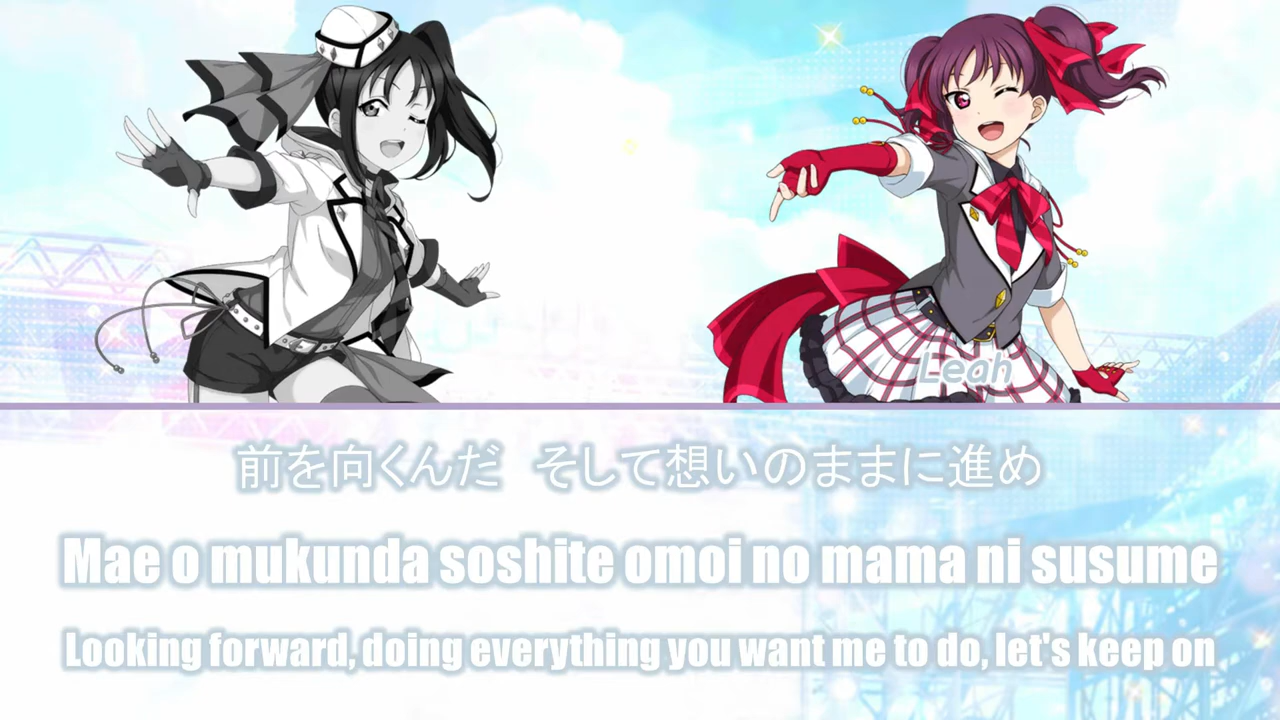 Leah
前を向くんだ　そして想いのままに進め
Mae o mukunda soshite omoi no mama ni susume
Looking forward, doing everything you want me to do, let's keep on